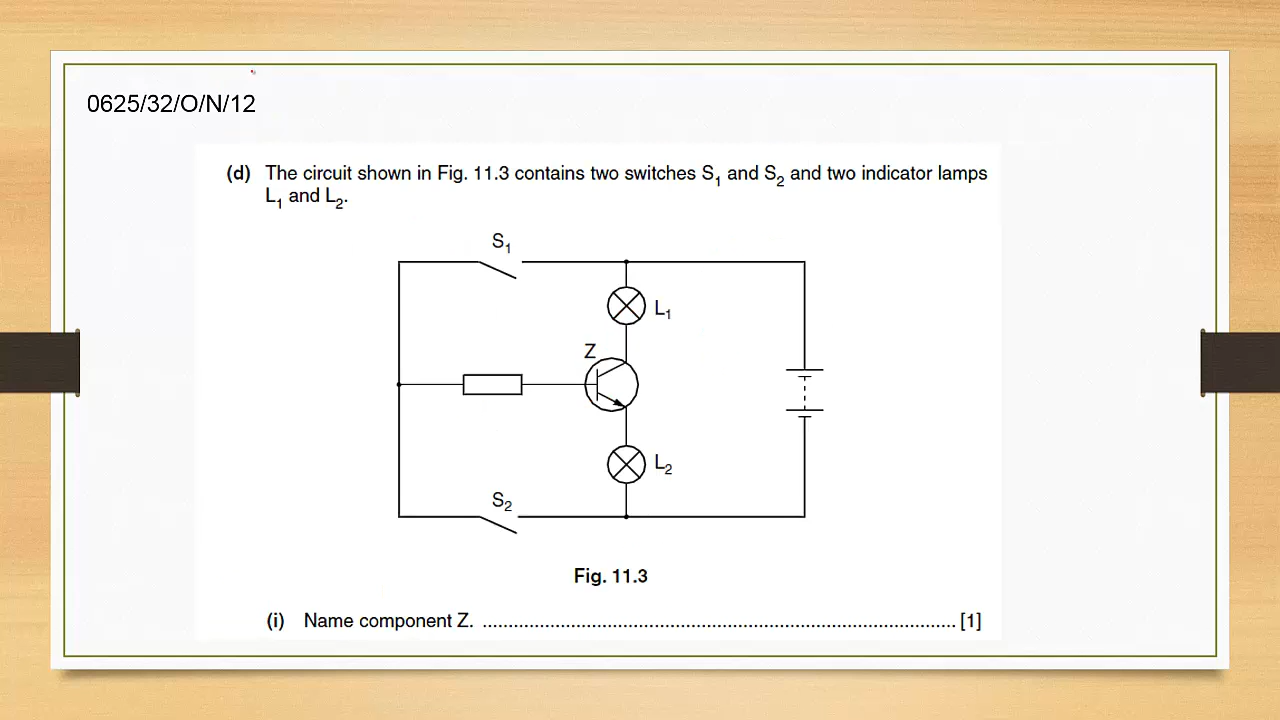 0625/32/O/N/12
(d) The circuit shown in Fig. 11.3 contains two switches S₁ and S₂ and two indicator lamps
L₁ and L₂.
S₁
L₁
Z
L₂
S₂
Fig. 11.3
(i) Name component Z. .......................................................................................... [1]